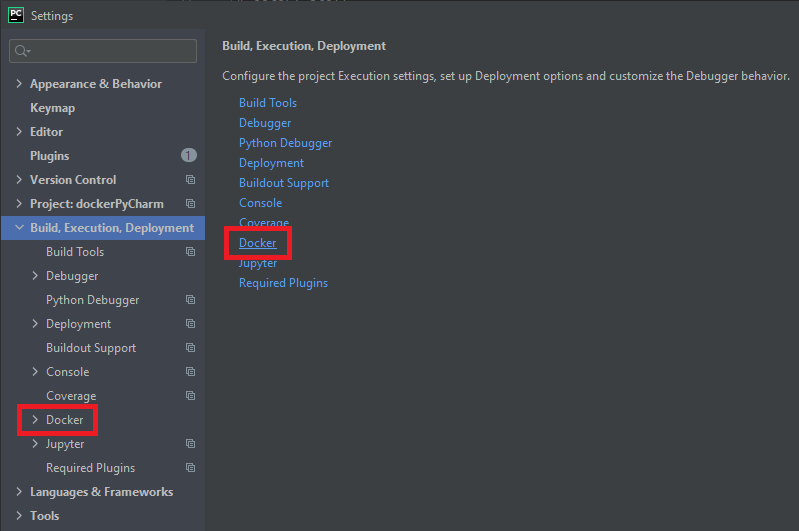 PC
Settings
Appearance & Behavior
Keymap
Editor
Plugins
1
Version Control
Project: dockerPyCharm
Build, Execution, Deployment
Build Tools
Debugger
Python Debugger
Deployment
Buildout Support
Console
Coverage
Docker
Jupyter
Required Plugins
Languages & Frameworks
Tools
Build, Execution, Deployment
Configure the project Execution settings, set up Deployment options and customize the Debugger behavior.
Build Tools
Debugger
Python Debugger
Deployment
Buildout Support
Console
Coverage
Docker
Jupyter
Required Plugins